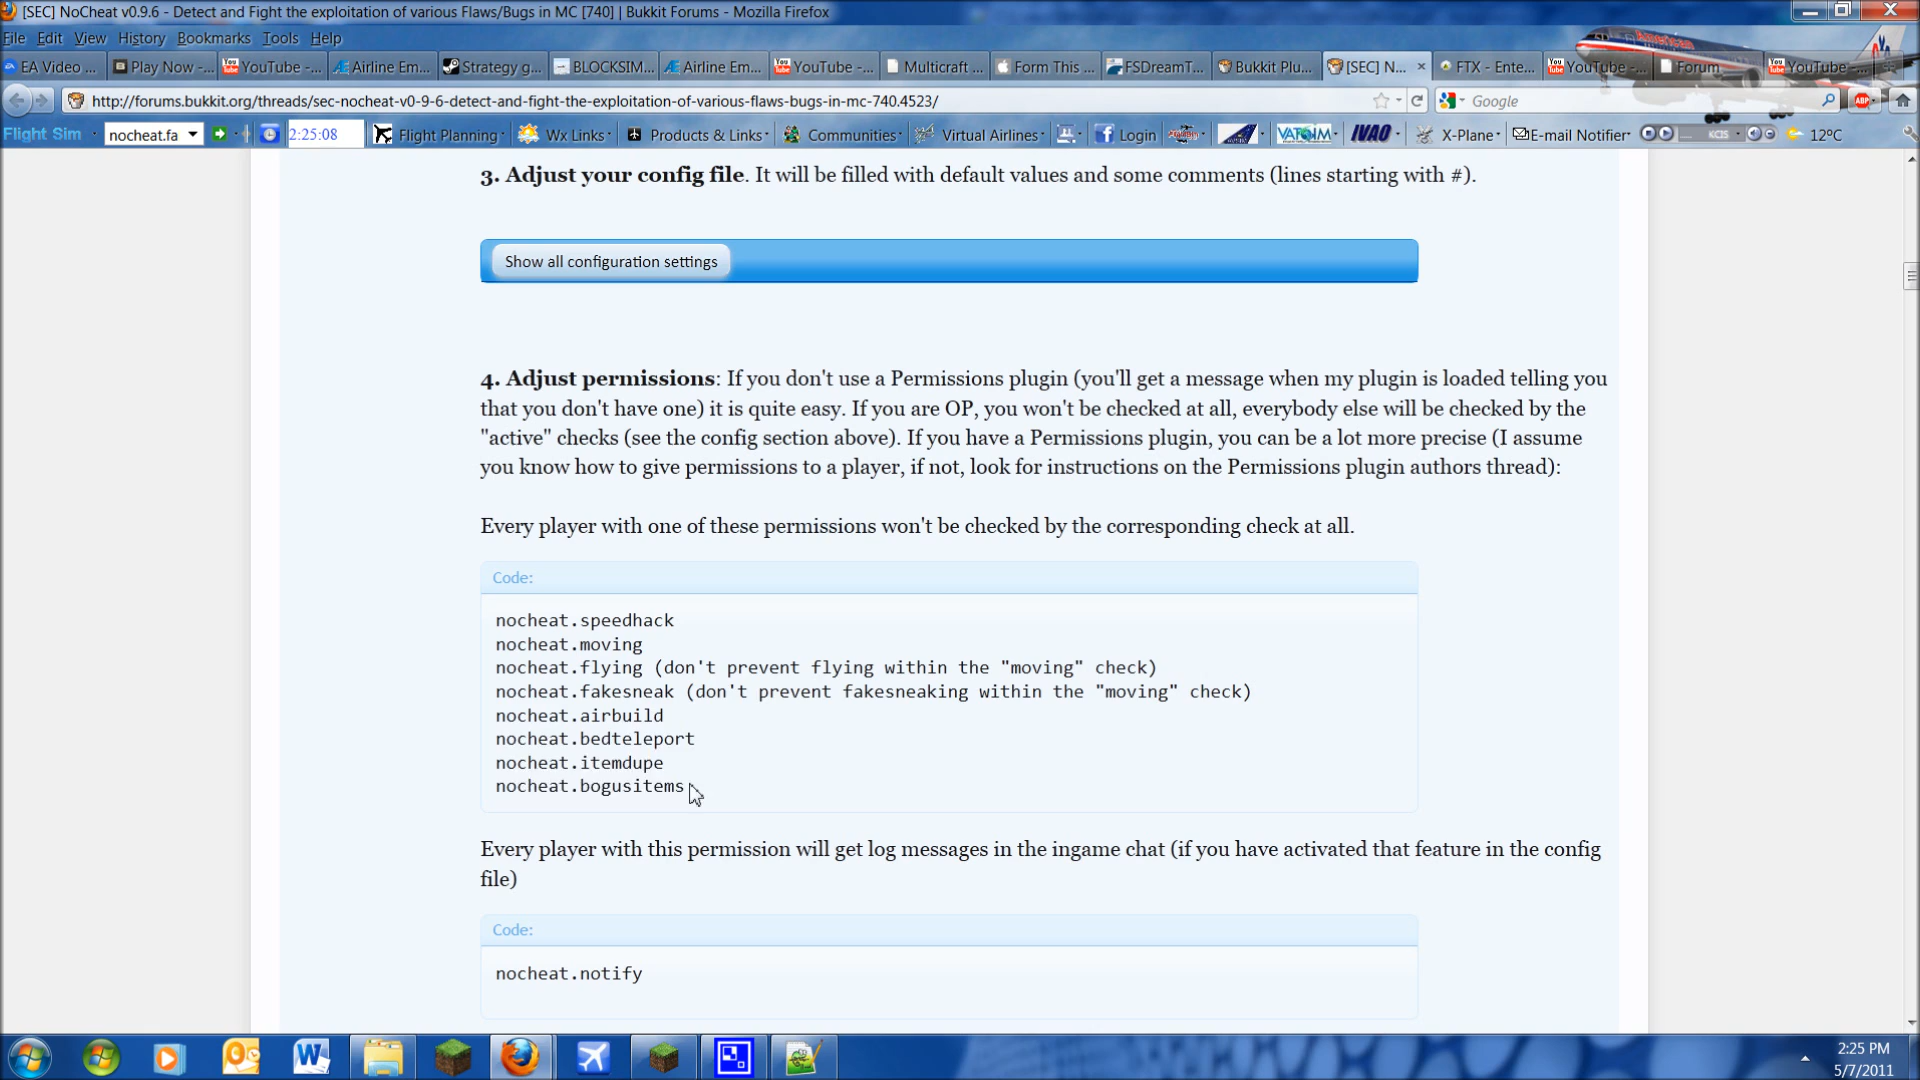 [SEC] NoCheat v0.9.6 - Detect and Fight the exploitation of various Flaws/Bugs in MC [740] | Bukkit Forums - Mozilla Firefox
File Edit View History Bookmarks Tools Help
EA Video ... Play Now -... YouTube -... Airline Em... Strategy g... BLOCKSIM... Airline Em... YouTube -... Multicraft ... Form This ... FSDreamT... Bukkit Plu... [SEC] N... × FTX - Ente... YouTube -... Forum YouTube -...
http://forums.bukkit.org/threads/sec-nocheat-v0-9-6-detect-and-fight-the-exploitation-of-various-flaws-bugs-in-mc-740.4523/ Google ABP
Flight Sim nocheat.fa 2:25:08 Flight Planning Wx Links Products & Links Communities Virtual Airlines Login VATSIM IVAO X-Plane E-mail Notifier KCIS 12°C
3. Adjust your config file. It will be filled with default values and some comments (lines starting with #).
Show all configuration settings
4. Adjust permissions: If you don't use a Permissions plugin (you'll get a message when my plugin is loaded telling you
that you don't have one) it is quite easy. If you are OP, you won't be checked at all, everybody else will be checked by the
"active" checks (see the config section above). If you have a Permissions plugin, you can be a lot more precise (I assume
you know how to give permissions to a player, if not, look for instructions on the Permissions plugin authors thread):
Every player with one of these permissions won't be checked by the corresponding check at all.
Code:
nocheat.speedhack
nocheat.moving
nocheat.flying (don't prevent flying within the "moving" check)
nocheat.fakesneak (don't prevent fakesneaking within the "moving" check)
nocheat.airbuild
nocheat.bedteleport
nocheat.itemdupe
nocheat.bogusitems
Every player with this permission will get log messages in the ingame chat (if you have activated that feature in the config
file)
Code:
nocheat.notify
2:25 PM
5/7/2011